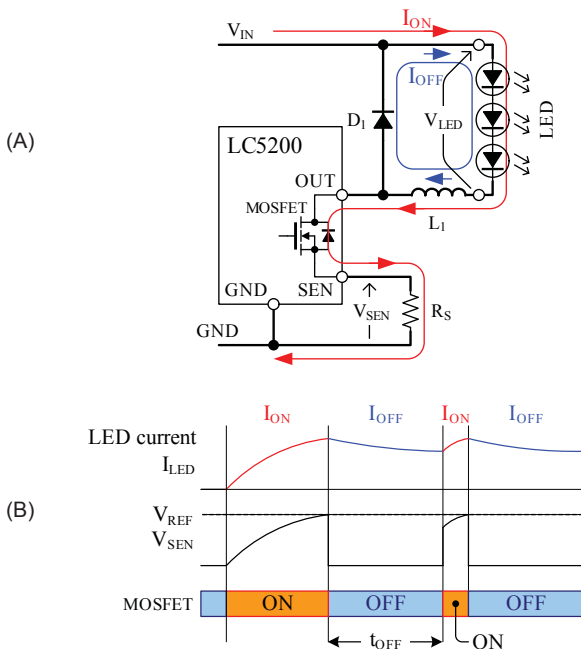 I_ON
V_IN
I_OFF
(A)
D_1
V_LED
LED
LC5200
OUT
MOSFET
L_1
GND
SEN
V_SEN
R_S
GND
I_ON
I_OFF
I_ON
I_OFF
LED current
I_LED
(B)
V_REF
V_SEN
MOSFET
ON
OFF
OFF
t_OFF
ON